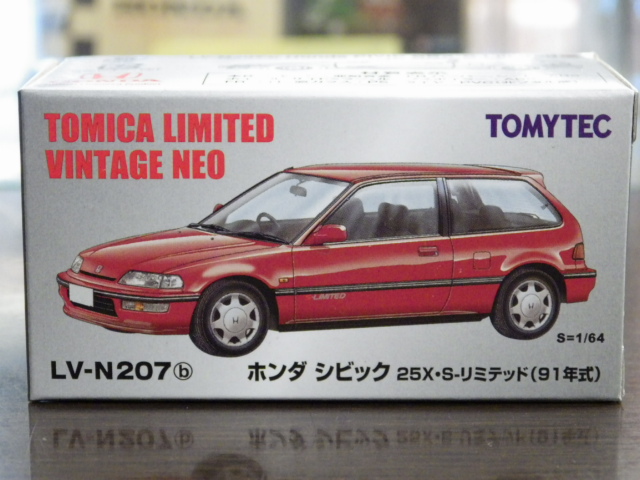 TOMICA LIMITED
VINTAGE NEO
TOMYTEC
LIMITED
S=1/64
LV-N207ⓑ ホンダ シビック 25X・S-リミテッド(91年式)